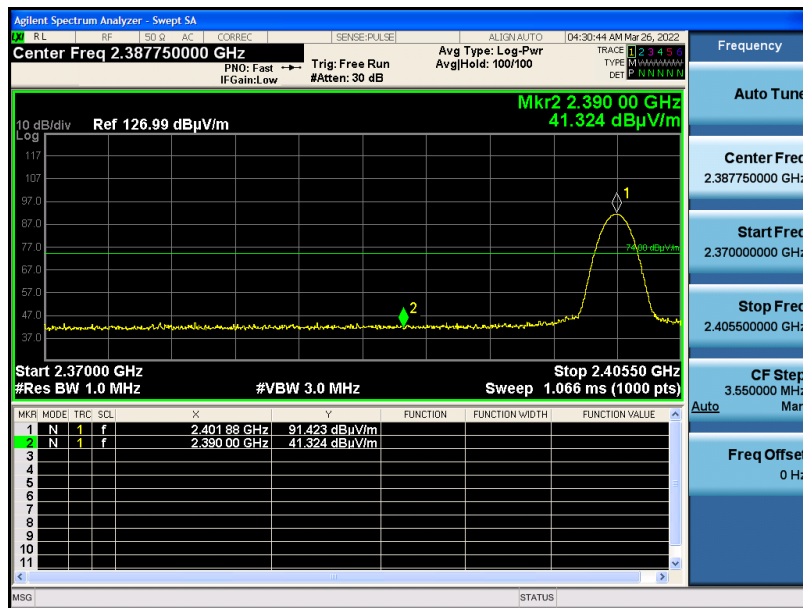 Agilent Spectrum Analyzer - Swept SA
LXI RL RF 50 Ω AC CORREC SENSE:PULSE ALIGN AUTO 04:30:44 AM Mar 26, 2022
Center Freq 2.387750000 GHz
PNO: Fast
IFGain:Low
Trig: Free Run
#Atten: 30 dB
Avg Type: Log-Pwr
Avg|Hold: 100/100
TRACE 1 2 3 4 5 6
TYPE M
DET P N N N N N
Mkr2 2.390 00 GHz
41.324 dBµV/m
10 dB/div Ref 126.99 dBµV/m
Log
117
107
97.0
87.0
77.0
67.0
57.0
47.0
37.0
1
74.00 dBµV/m
2
Start 2.37000 GHz Stop 2.40550 GHz
#Res BW 1.0 MHz #VBW 3.0 MHz Sweep 1.066 ms (1000 pts)
MKR MODE TRC SCL X Y FUNCTION FUNCTION WIDTH FUNCTION VALUE
1 N 1 f 2.401 88 GHz 91.423 dBµV/m
2 N 1 f 2.390 00 GHz 41.324 dBµV/m
3
4
5
6
7
8
9
10
11
MSG STATUS
Frequency
Auto Tune
Center Freq
2.387750000 GHz
Start Freq
2.370000000 GHz
Stop Freq
2.405500000 GHz
CF Step
3.550000 MHz
Auto Man
Freq Offset
0 Hz